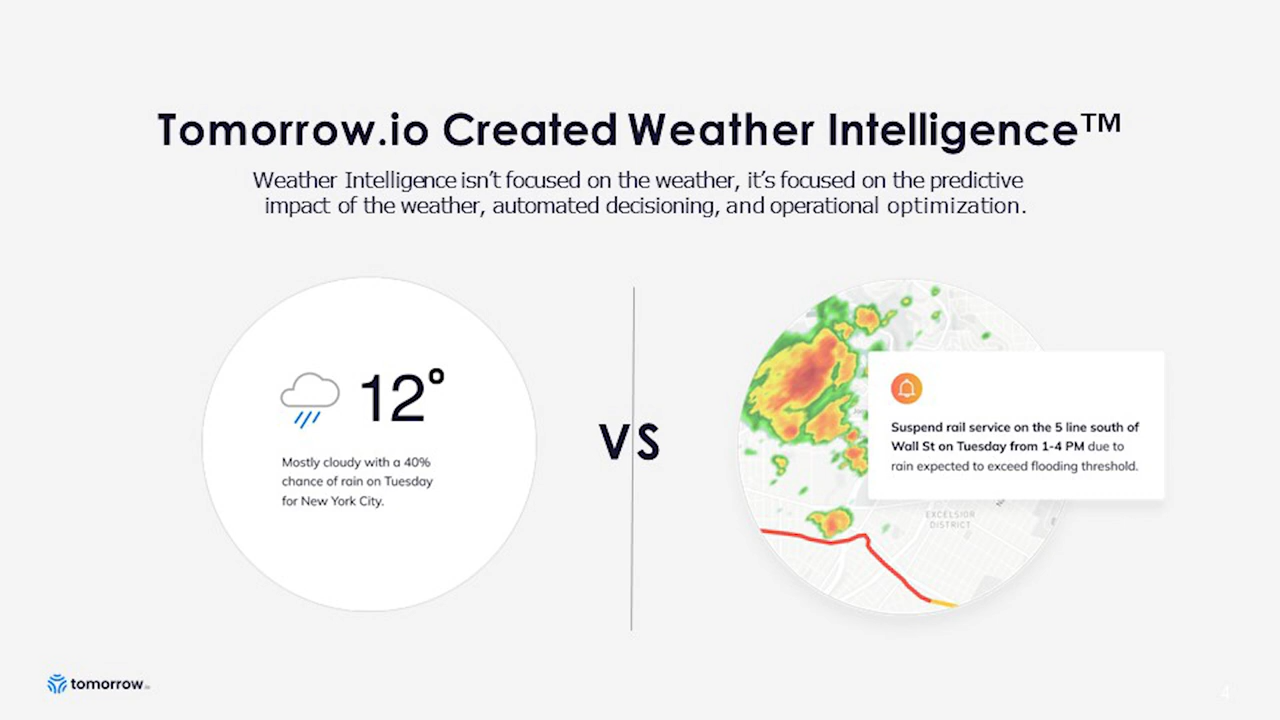 Tomorrow.io Created Weather Intelligence™
Weather Intelligence isn’t focused on the weather, it’s focused on the predictive
impact of the weather, automated decisioning, and operational optimization.
12°
Mostly cloudy with a 40%
chance of rain on Tuesday
for New York City.
VS
Suspend rail service on the 5 line south of
Wall St on Tuesday from 1-4 PM due to
rain expected to exceed flooding threshold.
EXCELSIOR
DISTRICT
tomorrow.io
4